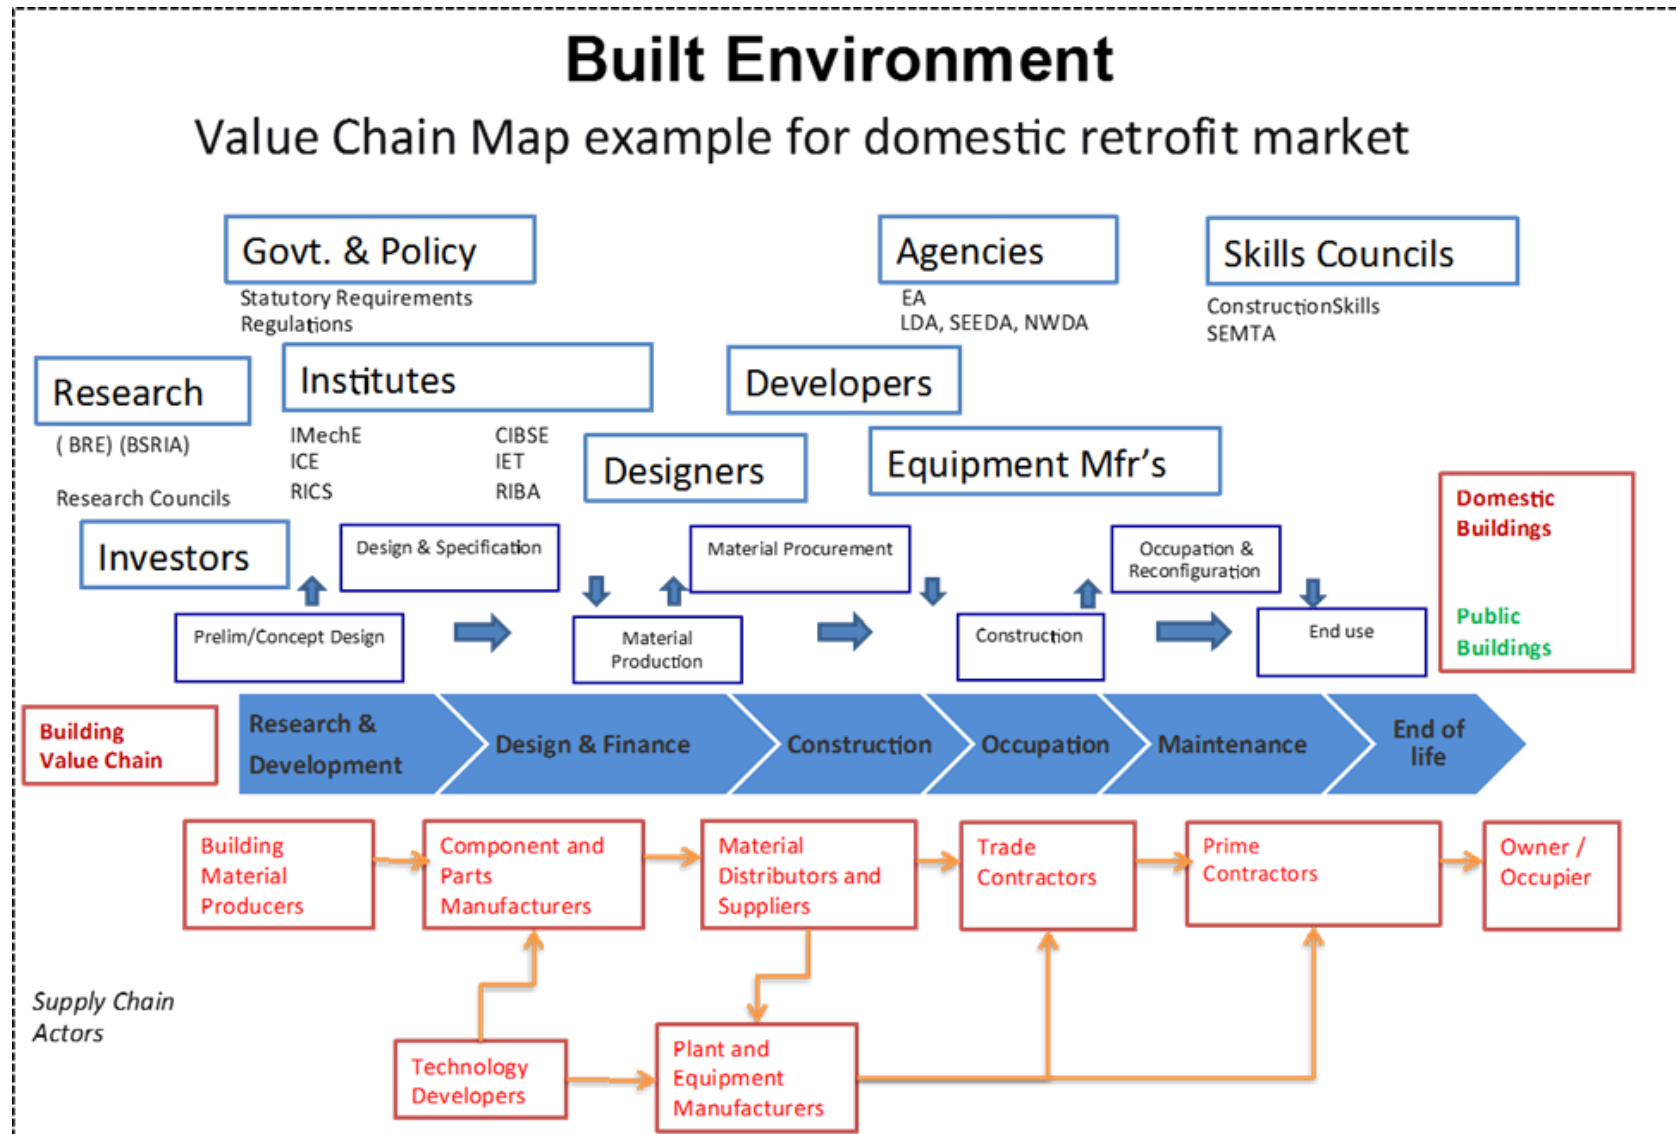 Built Environment
Value Chain Map example for domestic retrofit market
Govt. & Policy
Statutory Requirements
Regulations
Agencies
EA
LDA, SEEDA, NWDA
Skills Councils
ConstructionSkills
SEMTA
Research
( BRE) (BSRIA)
Research Councils
Institutes
IMechE
ICE
RICS
CIBSE
IET
RIBA
Developers
Designers
Equipment Mfr’s
Investors
Design & Specification
Material Procurement
Occupation &
Reconfiguration
Domestic
Buildings
Public
Buildings
Prelim/Concept Design
Material
Production
Construction
End use
Building
Value Chain
Research &
Development
Design & Finance
Construction
Occupation
Maintenance
End of
life
Building
Material
Producers
Component and
Parts
Manufacturers
Material
Distributors and
Suppliers
Trade
Contractors
Prime
Contractors
Owner /
Occupier
Supply Chain
Actors
Technology
Developers
Plant and
Equipment
Manufacturers